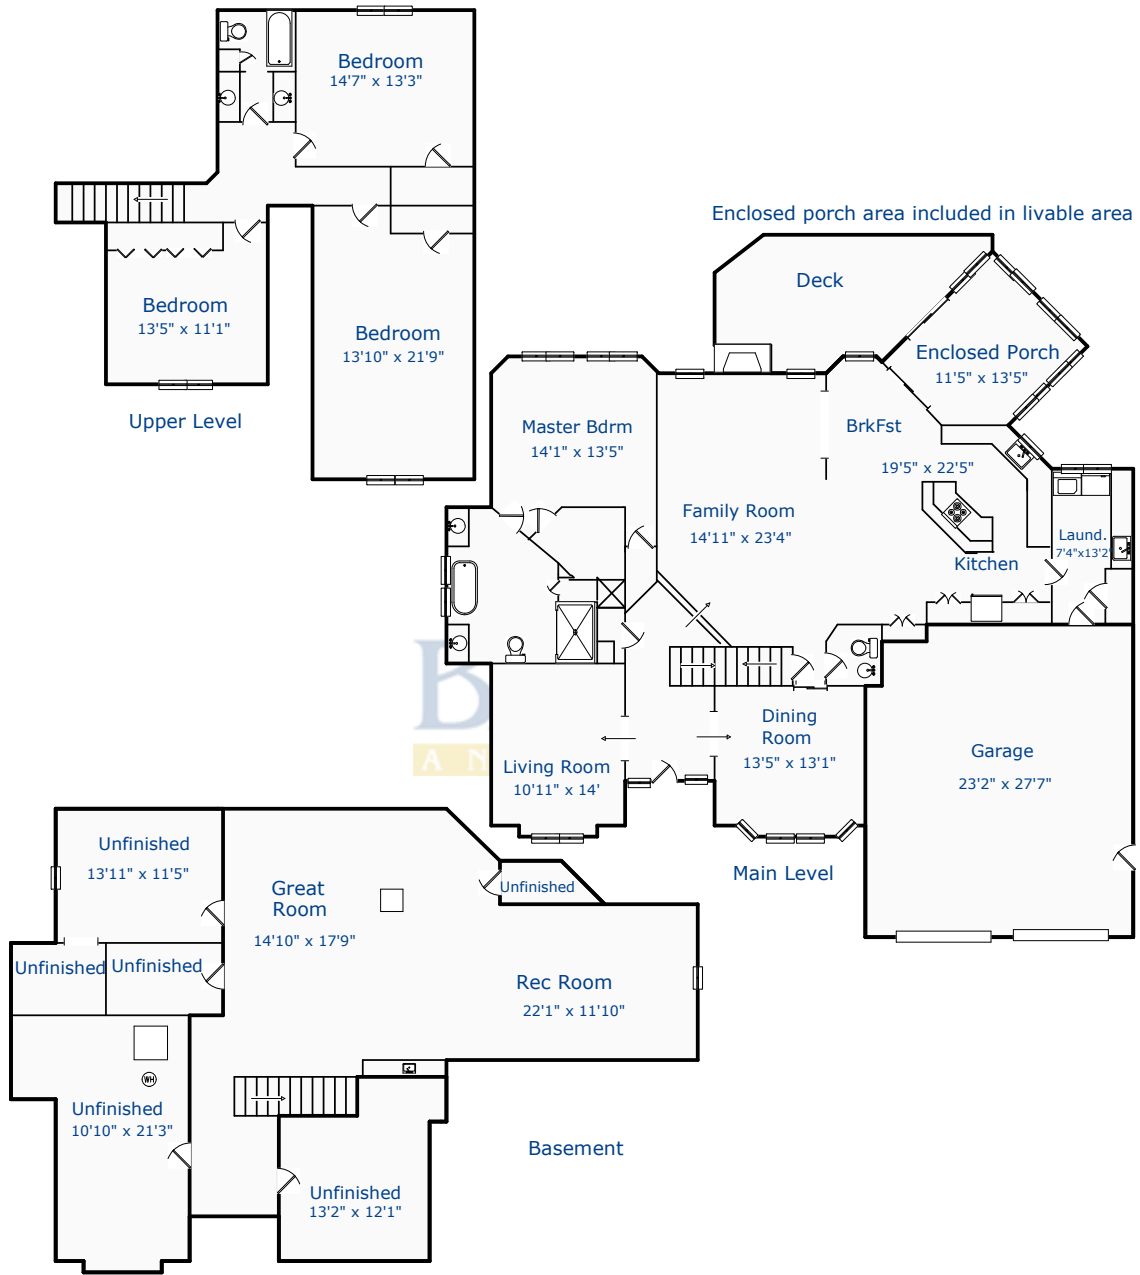 Bedroom
14'7" x 13'3"
Bedroom
13'5" x 11'1"
Bedroom
13'10" x 21'9"
Upper Level
Enclosed porch area included in livable area
Deck
Enclosed Porch
11'5" x 13'5"
Master Bdrm
14'1" x 13'5"
BrkFst
19'5" x 22'5"
Family Room
14'11" x 23'4"
Kitchen
Laund.
7'4"x13'2"
B
AN
Dining
Room
13'5" x 13'1"
Living Room
10'11" x 14'
Garage
23'2" x 27'7"
Main Level
Unfinished
13'11" x 11'5"
Great
Room
14'10" x 17'9"
Unfinished
Unfinished
Unfinished
Rec Room
22'1" x 11'10"
WH
Unfinished
10'10" x 21'3"
Unfinished
13'2" x 12'1"
Basement